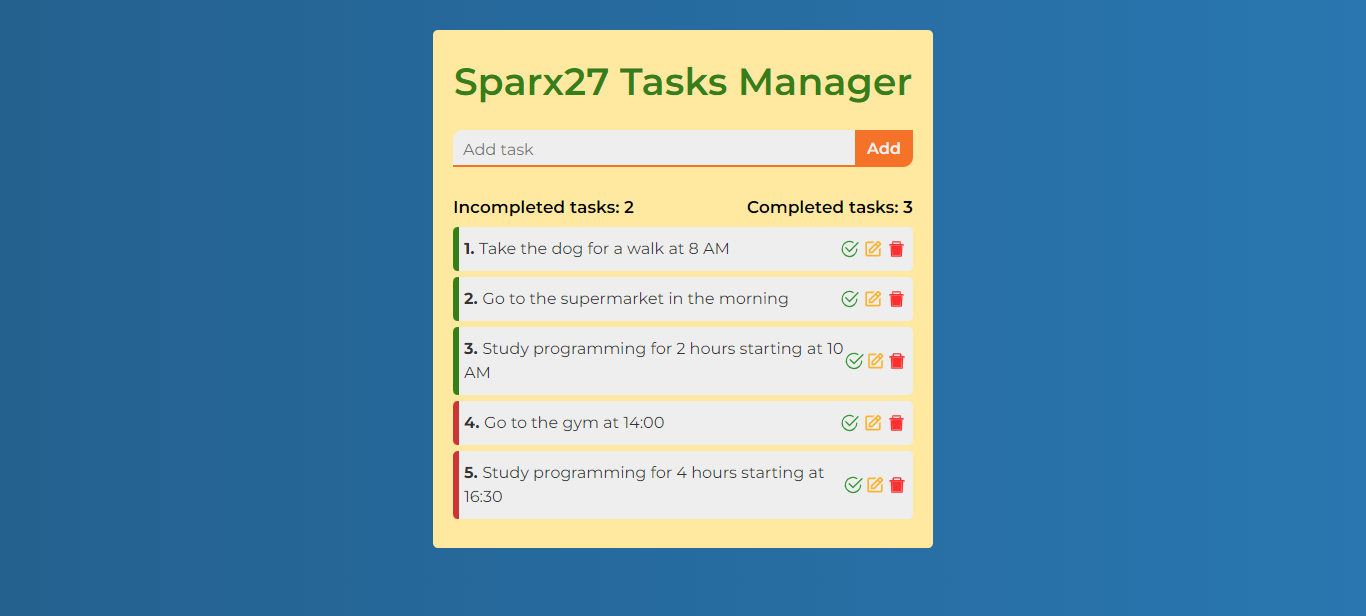 Sparx27 Tasks Manager
Add task
Add
Incompleted tasks: 2
Completed tasks: 3
1. Take the dog for a walk at 8 AM
2. Go to the supermarket in the morning
3. Study programming for 2 hours starting at 10
AM
4. Go to the gym at 14:00
5. Study programming for 4 hours starting at
16:30